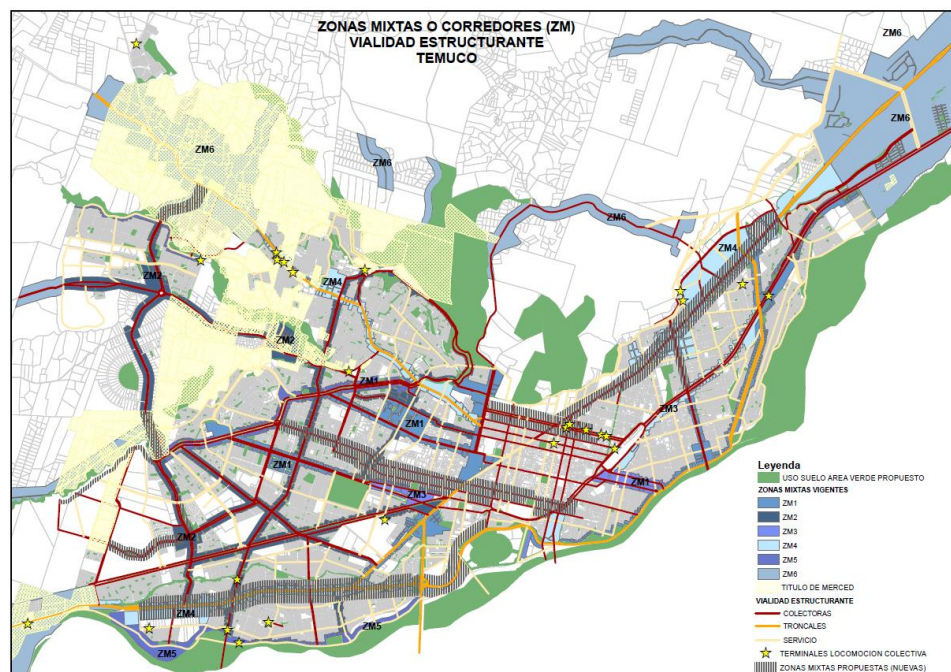 ZONAS MIXTAS O CORREDORES (ZM)
VIALIDAD ESTRUCTURANTE
TEMUCO
ZM6
ZM6
ZM6
ZM6
ZM6
ZM4
ZM2
ZM4
ZM2
ZM1
ZM1
ZM3
ZM1
ZM3
ZM1
ZM2
ZM4
ZM5
ZM5
Leyenda
USO SUELO AREA VERDE PROPUESTO
ZONAS MIXTAS VIGENTES
ZM1
ZM2
ZM3
ZM4
ZM5
ZM6
TITULO DE MERCED
VIALIDAD ESTRUCTURANTE
COLECTORAS
TRONCALES
SERVICIO
TERMINALES LOCOMOCION COLECTIVA
ZONAS MIXTAS PROPUESTAS (NUEVAS)